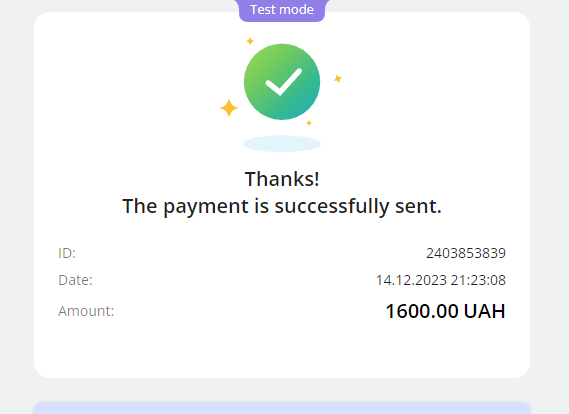 Test mode
Thanks!
The payment is successfully sent.
ID: 2403853839
Date: 14.12.2023 21:23:08
Amount: 1600.00 UAH